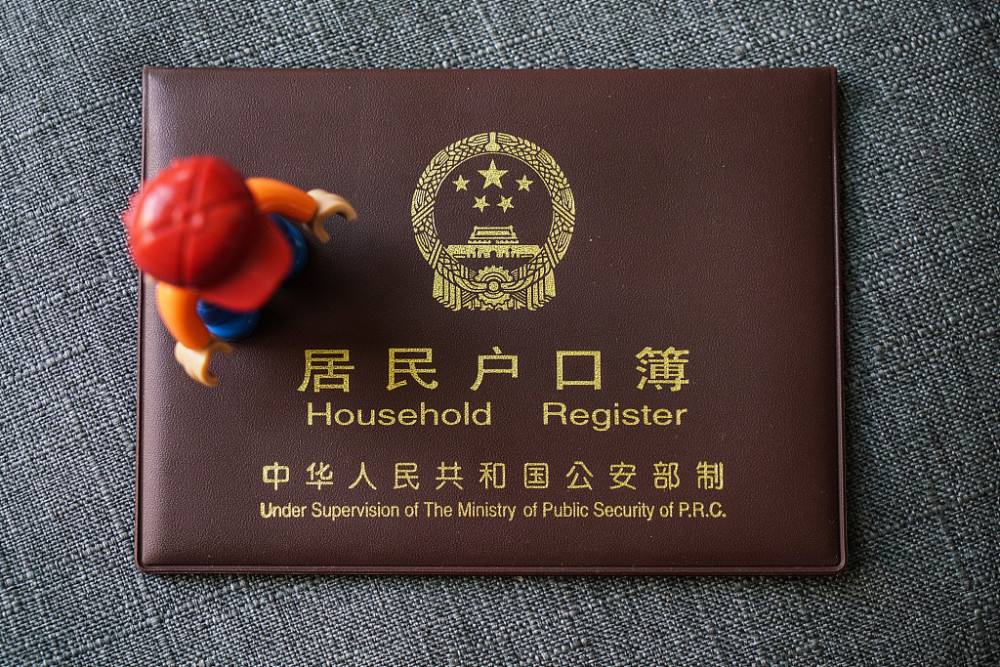 居民户口簿
Household Register
中华人民共和国公安部制
Under Supervision of The Ministry of Public Security of P.R.C.